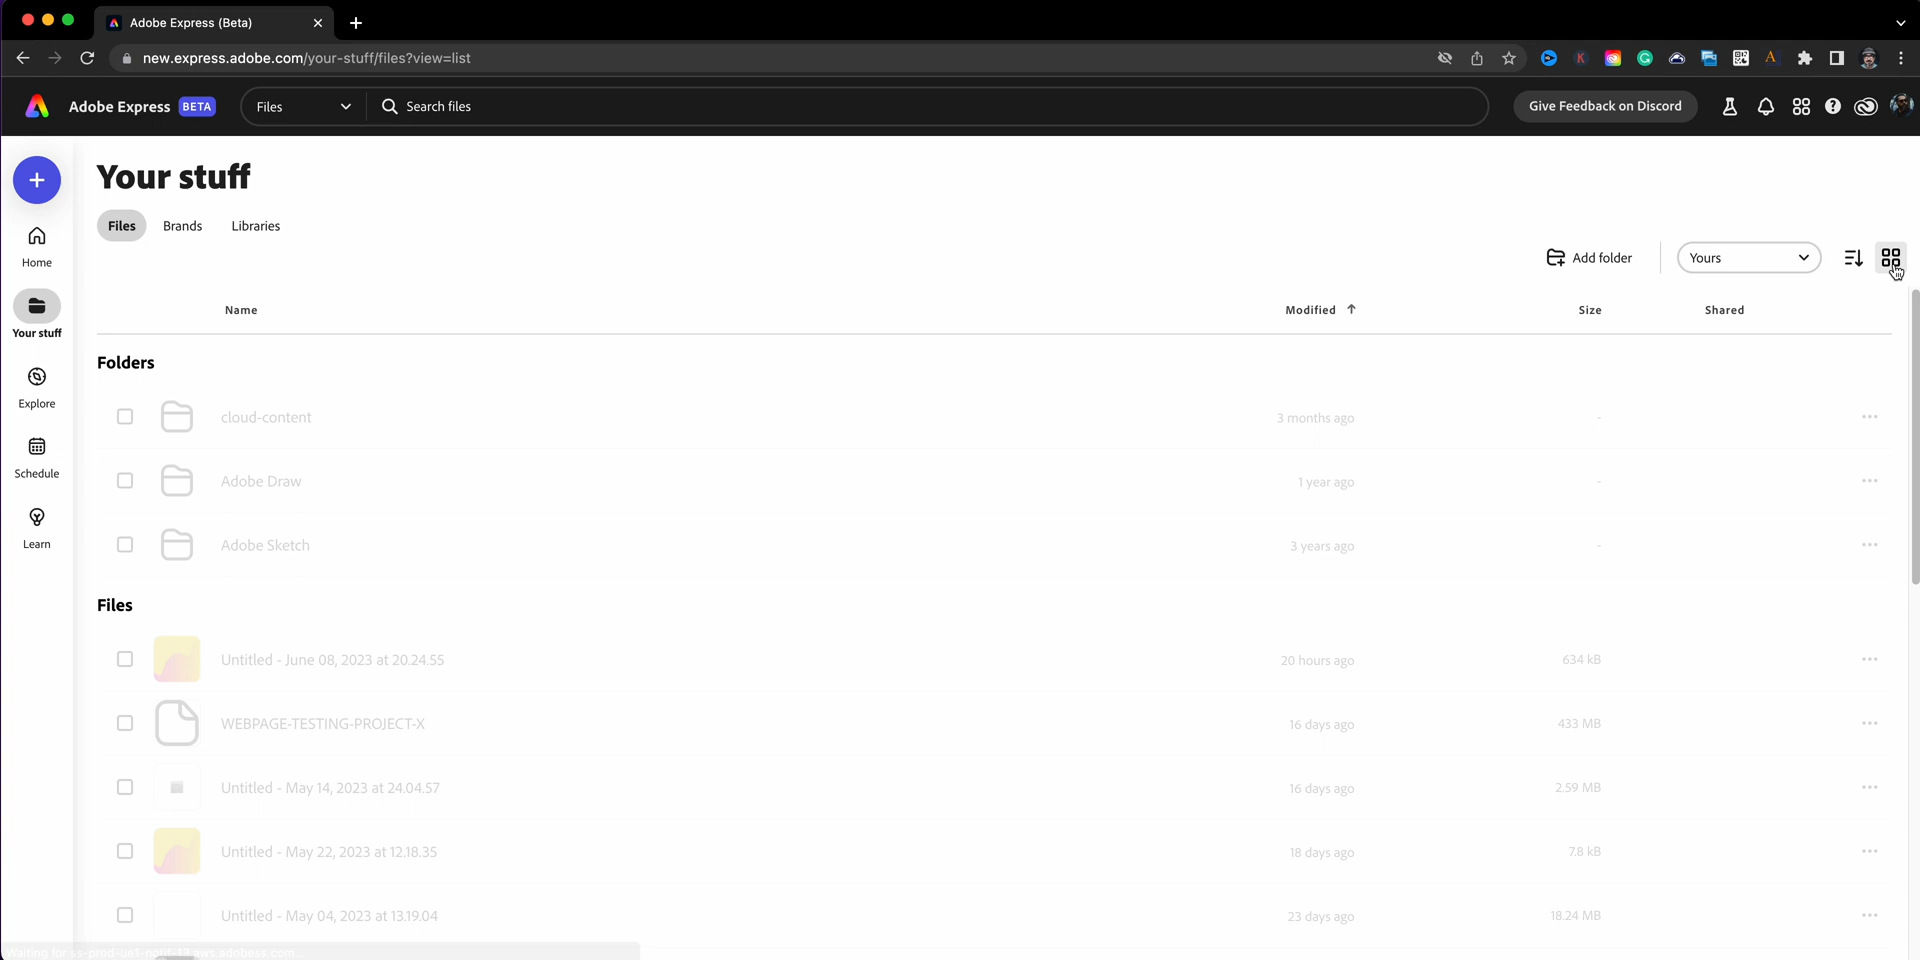 Adobe Express (Beta)
new.express.adobe.com/your-stuff/files?view=list
Adobe Express BETA Files Search files Give Feedback on Discord
Your stuff
Files Brands Libraries
Add folder Yours
Home
Your stuff
Explore
Schedule
Learn
Name Modified Size Shared
Folders
cloud-content 3 months ago -
Adobe Draw 1 year ago -
Adobe Sketch 3 years ago -
Files
Untitled - June 08, 2023 at 20.24.55 20 hours ago 634 kB
WEBPAGE-TESTING-PROJECT-X 16 days ago 433 MB
Untitled - May 14, 2023 at 24.04.57 16 days ago 2.59 MB
Untitled - May 22, 2023 at 12.18.35 18 days ago 7.8 kB
Untitled - May 04, 2023 at 13.19.04 23 days ago 18.24 MB
Waiting for